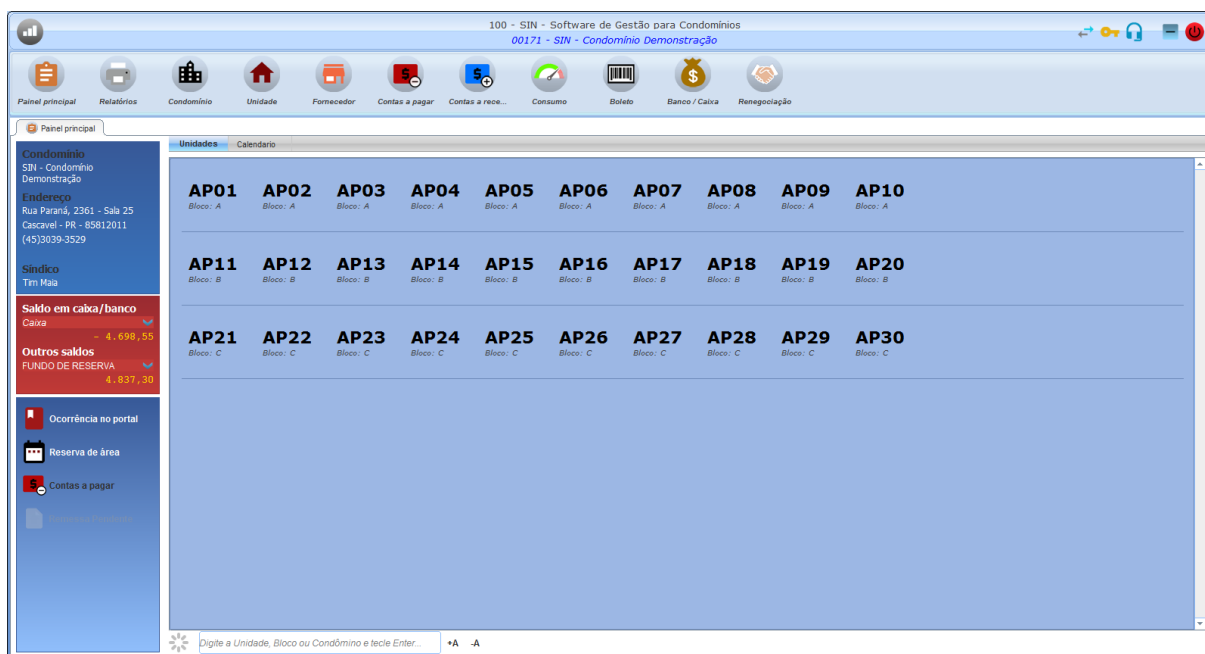 100 - SIN - Software de Gestão para Condomínios
00171 - SIN - Condomínio Demonstração
Painel principal Relatórios Condomínio Unidade Fornecedor Contas a pagar Contas a rece... Consumo Boleto Banco / Caixa Renegociação
Painel principal
Unidades Calendario
Condomínio
SIN - Condomínio
Demonstração
Endereço
Rua Paraná, 2361 - Sala 25
Cascavel - PR - 85812011
(45)3039-3529
Síndico
Tim Maia
Saldo em caixa/banco
Caixa
- 4.698,55
Outros saldos
FUNDO DE RESERVA
4.837,30
Ocorrência no portal
Reserva de área
Contas a pagar
AP01 AP02 AP03 AP04 AP05 AP06 AP07 AP08 AP09 AP10
Bloco: A Bloco: A Bloco: A Bloco: A Bloco: A Bloco: A Bloco: A Bloco: A Bloco: A Bloco: A
AP11 AP12 AP13 AP14 AP15 AP16 AP17 AP18 AP19 AP20
Bloco: B Bloco: B Bloco: B Bloco: B Bloco: B Bloco: B Bloco: B Bloco: B Bloco: B Bloco: B
AP21 AP22 AP23 AP24 AP25 AP26 AP27 AP28 AP29 AP30
Bloco: C Bloco: C Bloco: C Bloco: C Bloco: C Bloco: C Bloco: C Bloco: C Bloco: C Bloco: C
Digite a Unidade, Bloco ou Condômino e tecle Enter... +A -A